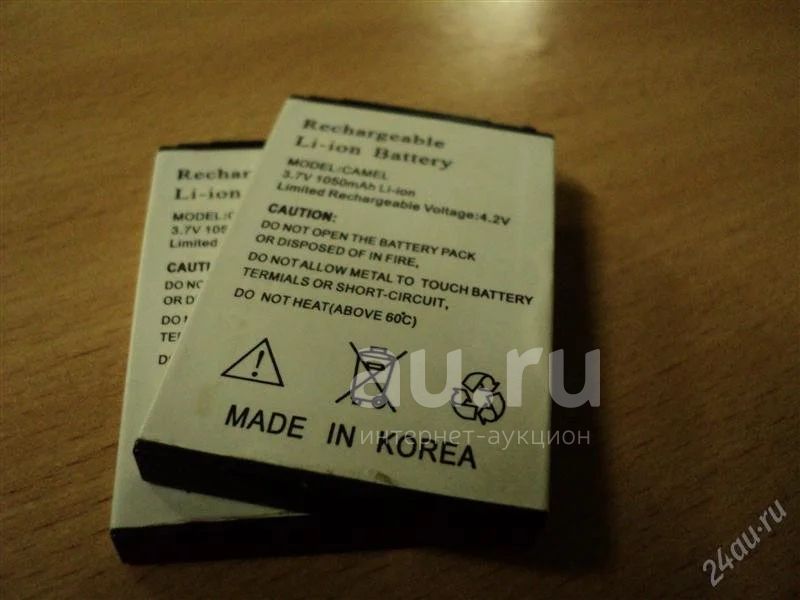 Rechargeable
Li-ion Battery
MODEL:CAMEL
3.7V 1050mAh Li-ion
Limited Rechargeable Voltage:4.2V
CAUTION:
DO NOT OPEN THE BATTERY PACK
OR DISPOSED OF IN FIRE,
DO NOT ALLOW METAL TO TOUCH BATTERY
TERMIALS OR SHORT-CIRCUIT,
DO NOT HEAT(ABOVE 60℃)
MADE IN KOREA
Rechar
Li-ion
MODEL:C
3.7V 105
Limited
CAUTI
DO NO
OR D
DO
TE
D
au.ru
интернет-аукцион
24au.ru